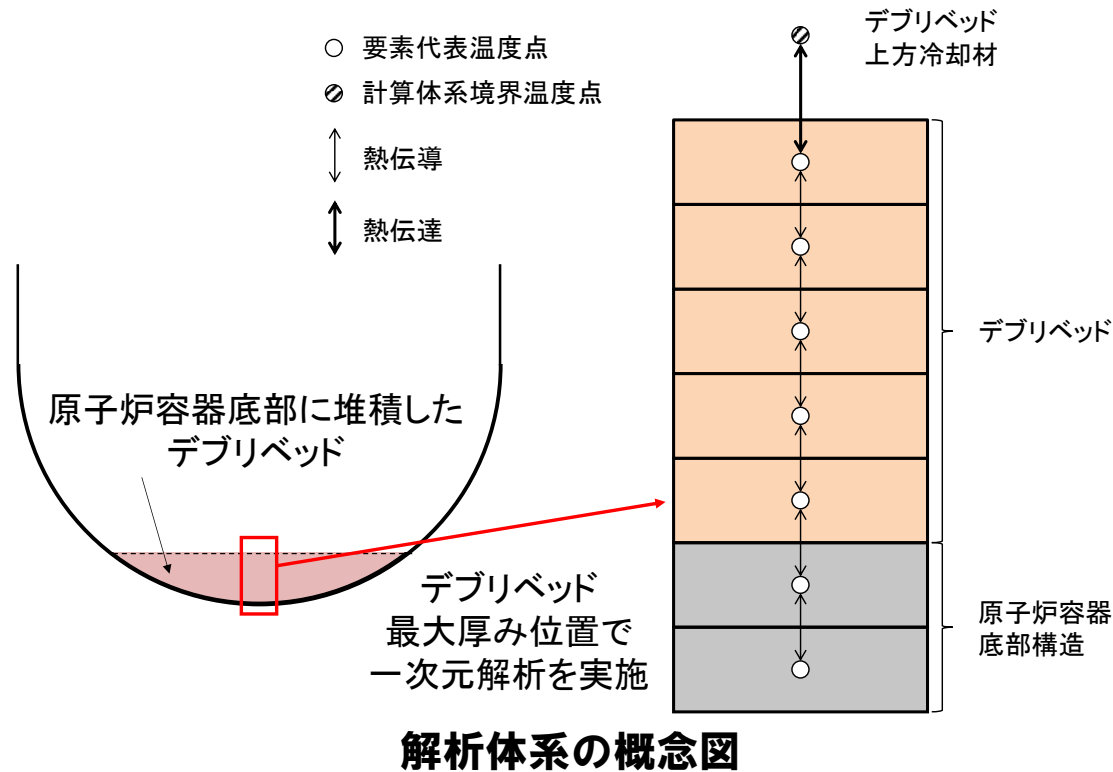 要素代表温度点
計算体系境界温度点
熱伝導
熱伝達
原子炉容器底部に堆積した
デブリベッド
デブリベッド
最大厚み位置で
一次元解析を実施
デブリベッド
上方冷却材
デブリベッド
原子炉容器
底部構造
解析体系の概念図